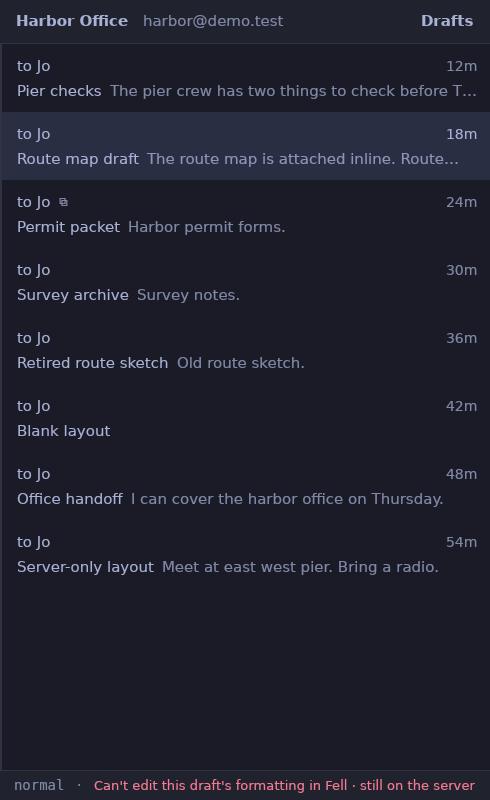 Harbor Office harbor@demo.test Drafts
to Jo 12m
Pier checks The pier crew has two things to check before T…
to Jo 18m
Route map draft The route map is attached inline. Route…
to Jo 24m
Permit packet Harbor permit forms.
to Jo 30m
Survey archive Survey notes.
to Jo 36m
Retired route sketch Old route sketch.
to Jo 42m
Blank layout
to Jo 48m
Office handoff I can cover the harbor office on Thursday.
to Jo 54m
Server-only layout Meet at east west pier. Bring a radio.
normal · Can't edit this draft's formatting in Fell · still on the server